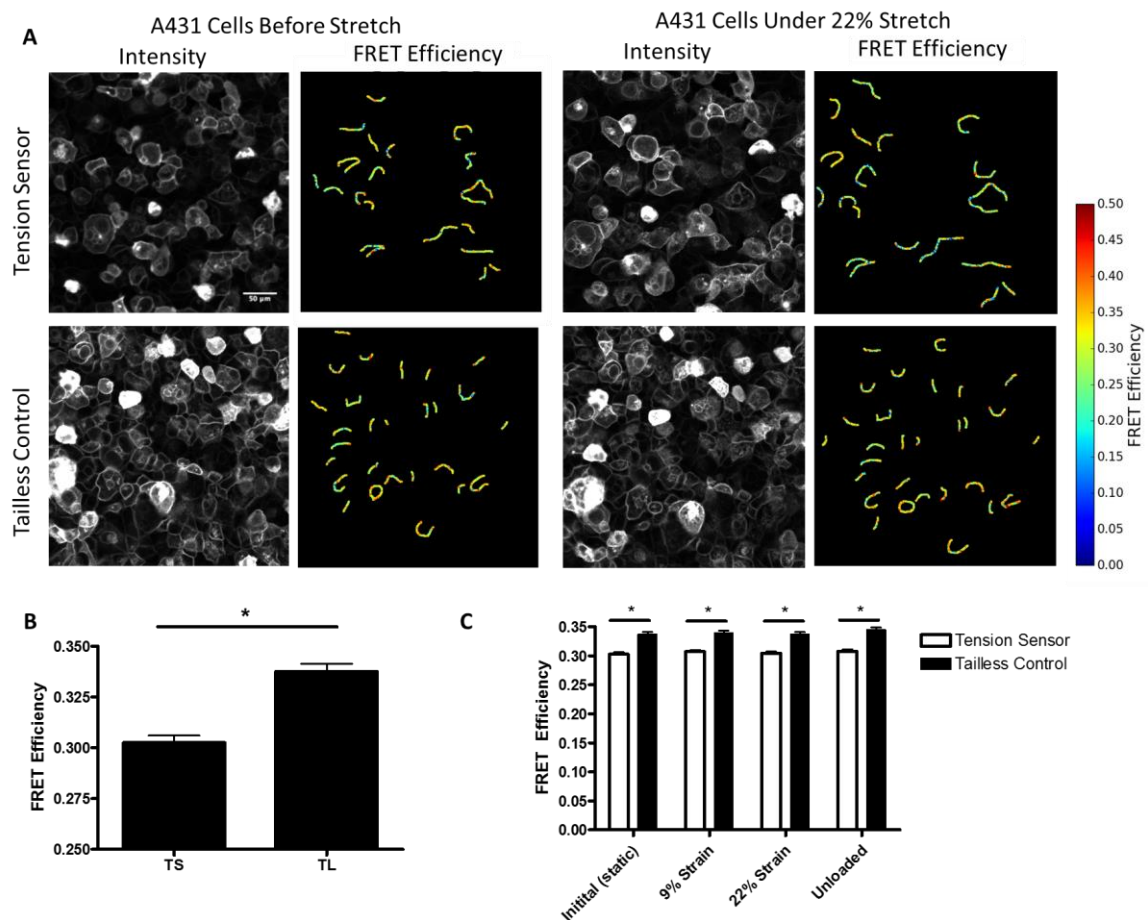 A
A431 Cells Before Stretch
A431 Cells Under 22% Stretch
Intensity
FRET Efficiency
Intensity
FRET Efficiency
Tension Sensor
50 µm
Tailless Control
0.50
0.45
0.40
0.35
0.30
0.25
0.20
0.15
0.10
0.05
0.00
FRET Efficiency
B
*
FRET Efficiency
0.350
0.325
0.300
0.275
0.250
TS
TL
C
* * * *
FRET Efficiency
0.35
0.30
0.25
0.20
0.15
0.10
0.05
0.00
Initital (static)
9% Strain
22% Strain
Unloaded
Tension Sensor
Tailless Control